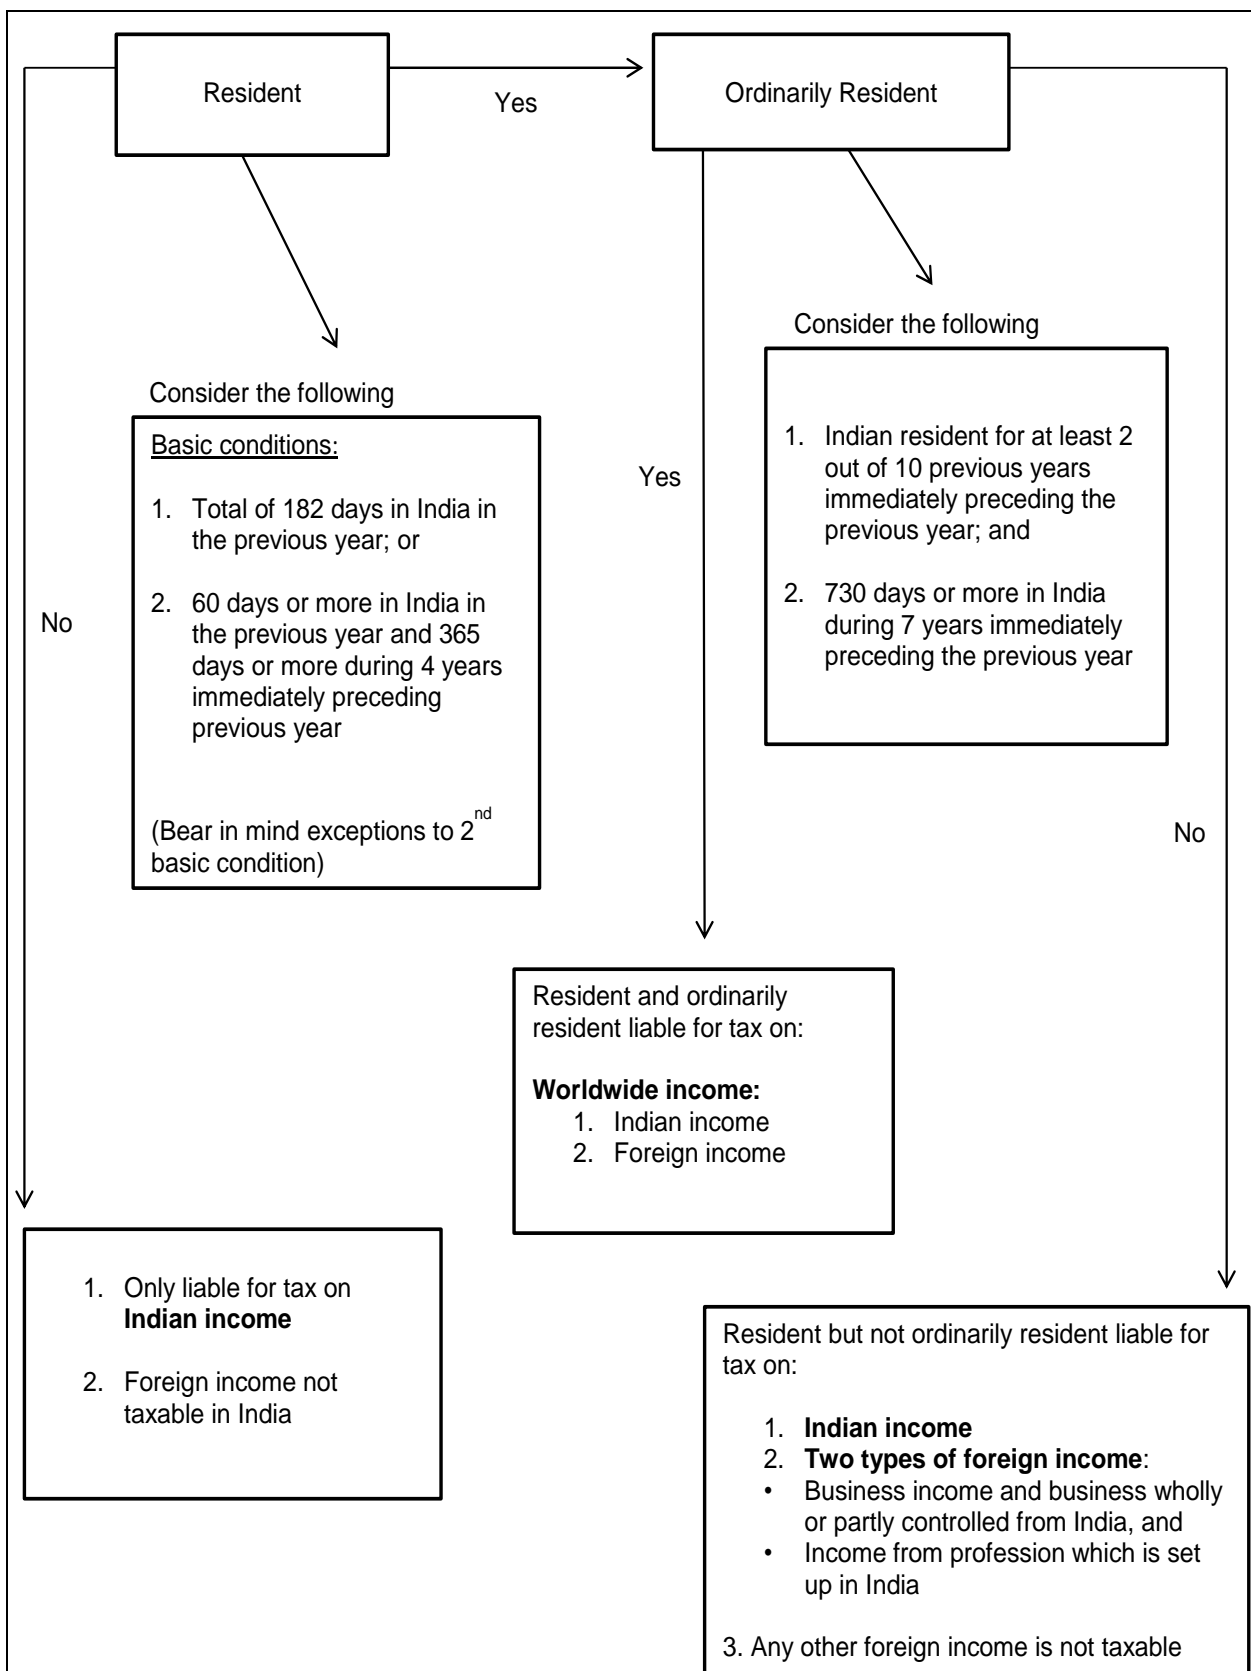 Resident
Yes
Ordinarily Resident
Consider the following
Basic conditions:
1. Total of 182 days in India in
the previous year; or
2. 60 days or more in India in
the previous year and 365
days or more during 4 years
immediately preceding
previous year
(Bear in mind exceptions to 2nd
basic condition)
No
Consider the following
1. Indian resident for at least 2
out of 10 previous years
immediately preceding the
previous year; and
2. 730 days or more in India
during 7 years immediately
preceding the previous year
Yes
No
Resident and ordinarily
resident liable for tax on:
Worldwide income:
1. Indian income
2. Foreign income
1. Only liable for tax on
Indian income
2. Foreign income not
taxable in India
Resident but not ordinarily resident liable for
tax on:
1. Indian income
2. Two types of foreign income:
• Business income and business wholly
or partly controlled from India, and
• Income from profession which is set
up in India
3. Any other foreign income is not taxable